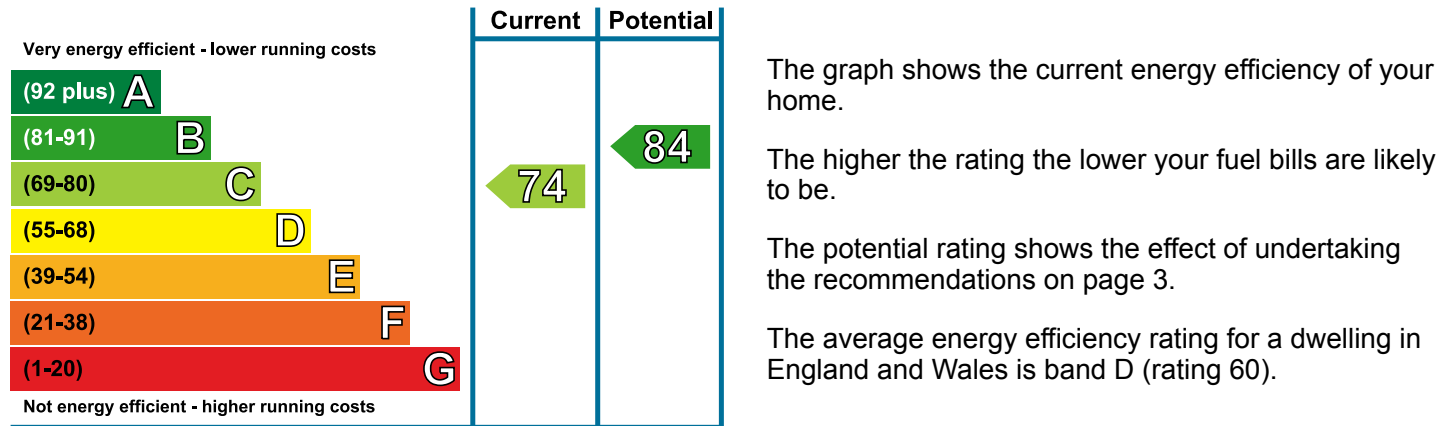 Current Potential
Very energy efficient - lower running costs
(92 plus) A
(81-91) B
(69-80) C
(55-68) D
(39-54) E
(21-38) F
(1-20) G
Not energy efficient - higher running costs
74
84
The graph shows the current energy efficiency of your
home.
The higher the rating the lower your fuel bills are likely
to be.
The potential rating shows the effect of undertaking
the recommendations on page 3.
The average energy efficiency rating for a dwelling in
England and Wales is band D (rating 60).